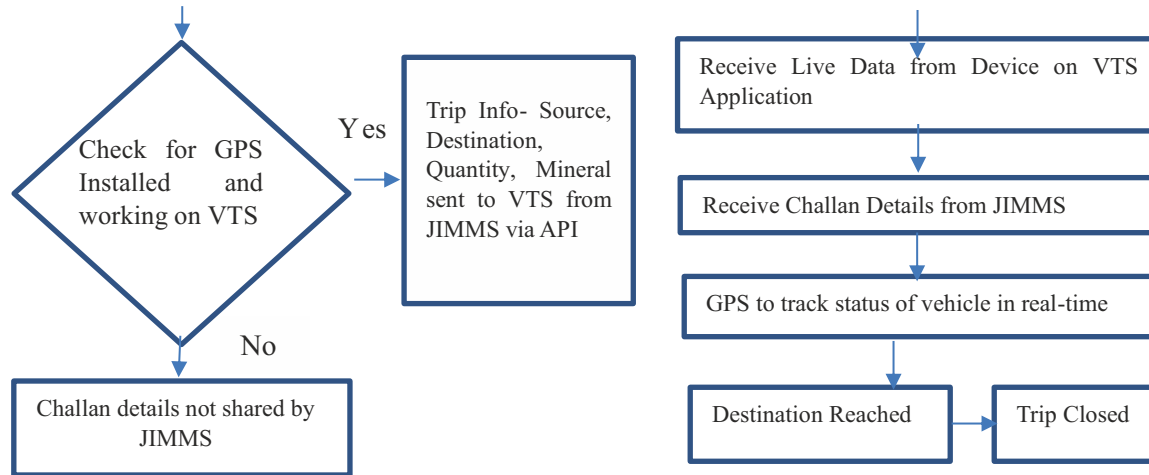 Check for GPS
Installed and
working on VTS
Yes
Trip Info- Source,
Destination,
Quantity, Mineral
sent to VTS from
JIMMS via API
No
Challan details not shared by
JIMMS
Receive Live Data from Device on VTS
Application
Receive Challan Details from JIMMS
GPS to track status of vehicle in real-time
Destination Reached
Trip Closed